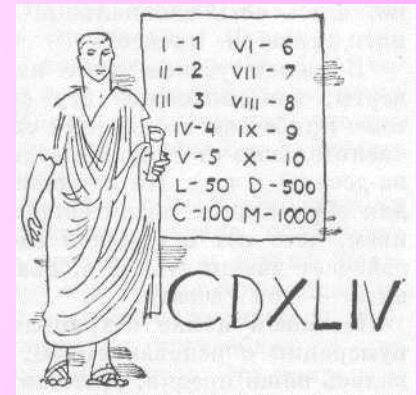 I - 1 VI - 6
II - 2 VII - 7
III 3 VIII - 8
IV - 4 IX - 9
V - 5 X - 10
L - 50 D - 500
C - 100 M - 1000
CDXLIV